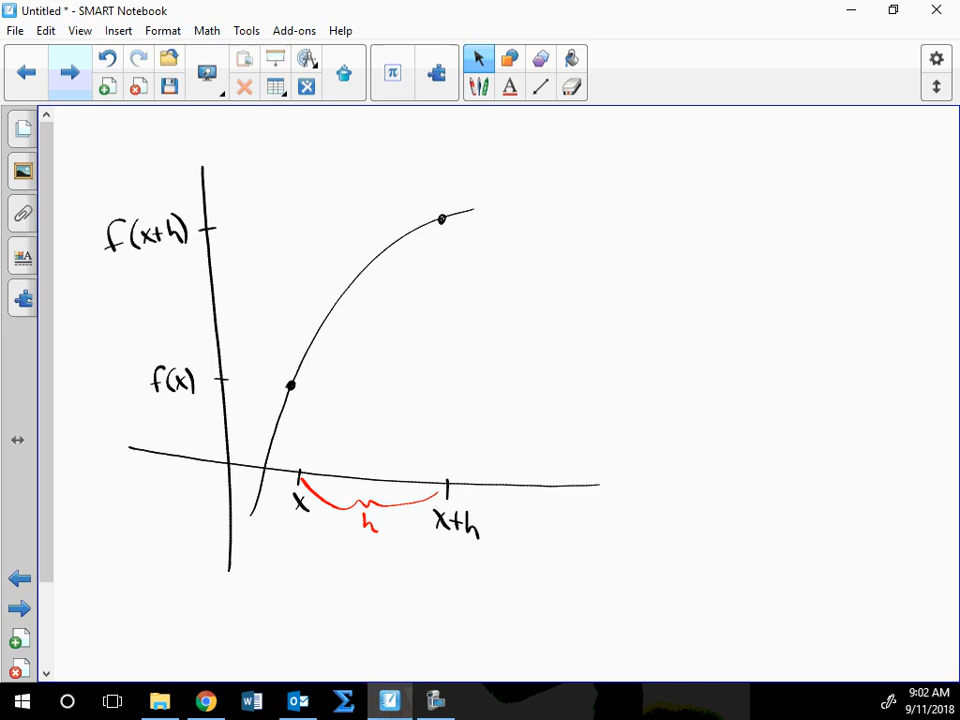 Untitled * - SMART Notebook
File Edit View Insert Format Math Tools Add-ons Help
π
A
f(x+h)
f(x)
x
h
x+h
9:02 AM
9/11/2018